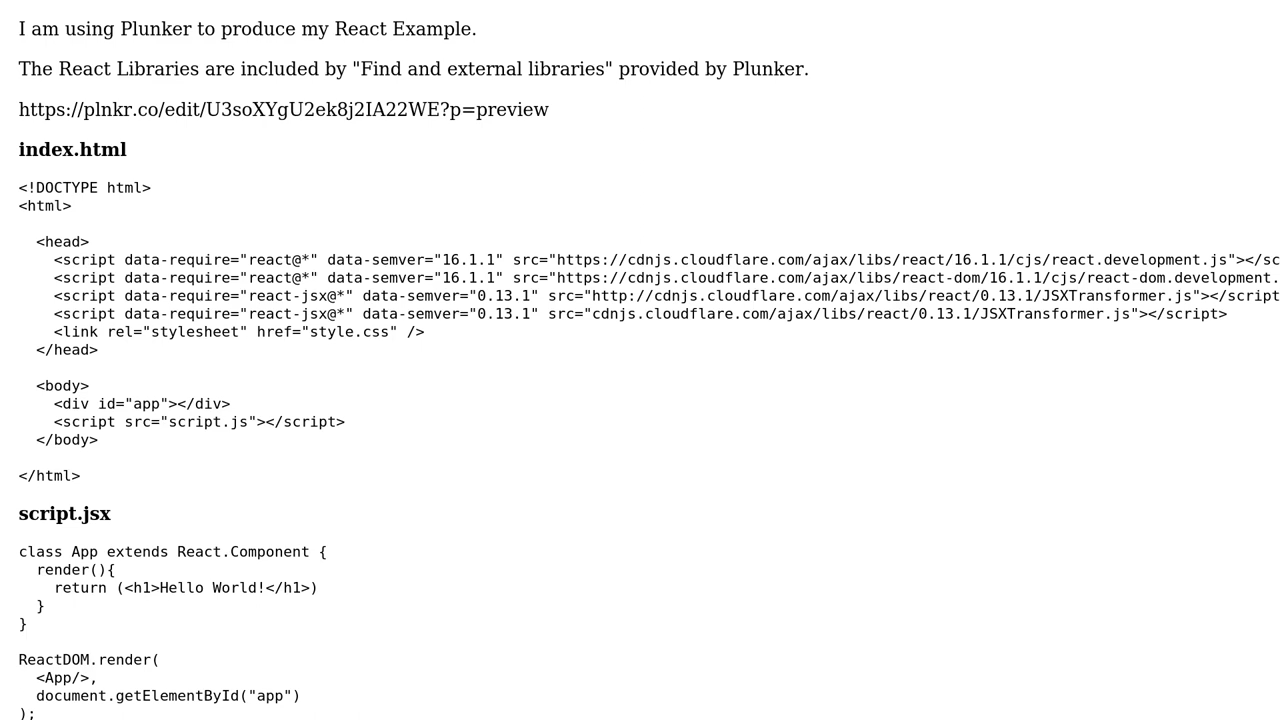 I am using Plunker to produce my React Example.
The React Libraries are included by "Find and external libraries" provided by Plunker.
https://plnkr.co/edit/U3soXYgU2ek8j2IA22WE?p=preview
index.html
<!DOCTYPE html>
<html>
  <head>
    <script data-require="react@*" data-semver="16.1.1" src="https://cdnjs.cloudflare.com/ajax/libs/react/16.1.1/cjs/react.development.js"></sc
    <script data-require="react@*" data-semver="16.1.1" src="https://cdnjs.cloudflare.com/ajax/libs/react-dom/16.1.1/cjs/react-dom.development.
    <script data-require="react-jsx@*" data-semver="0.13.1" src="http://cdnjs.cloudflare.com/ajax/libs/react/0.13.1/JSXTransformer.js"></script
    <script data-require="react-jsx@*" data-semver="0.13.1" src="cdnjs.cloudflare.com/ajax/libs/react/0.13.1/JSXTransformer.js"></script>
    <link rel="stylesheet" href="style.css" />
  </head>
  <body>
    <div id="app"></div>
    <script src="script.js"></script>
  </body>
</html>
script.jsx
class App extends React.Component {
  render(){
    return (<h1>Hello World!</h1>)
  }
}
ReactDOM.render(
  <App/>,
  document.getElementById("app")
);